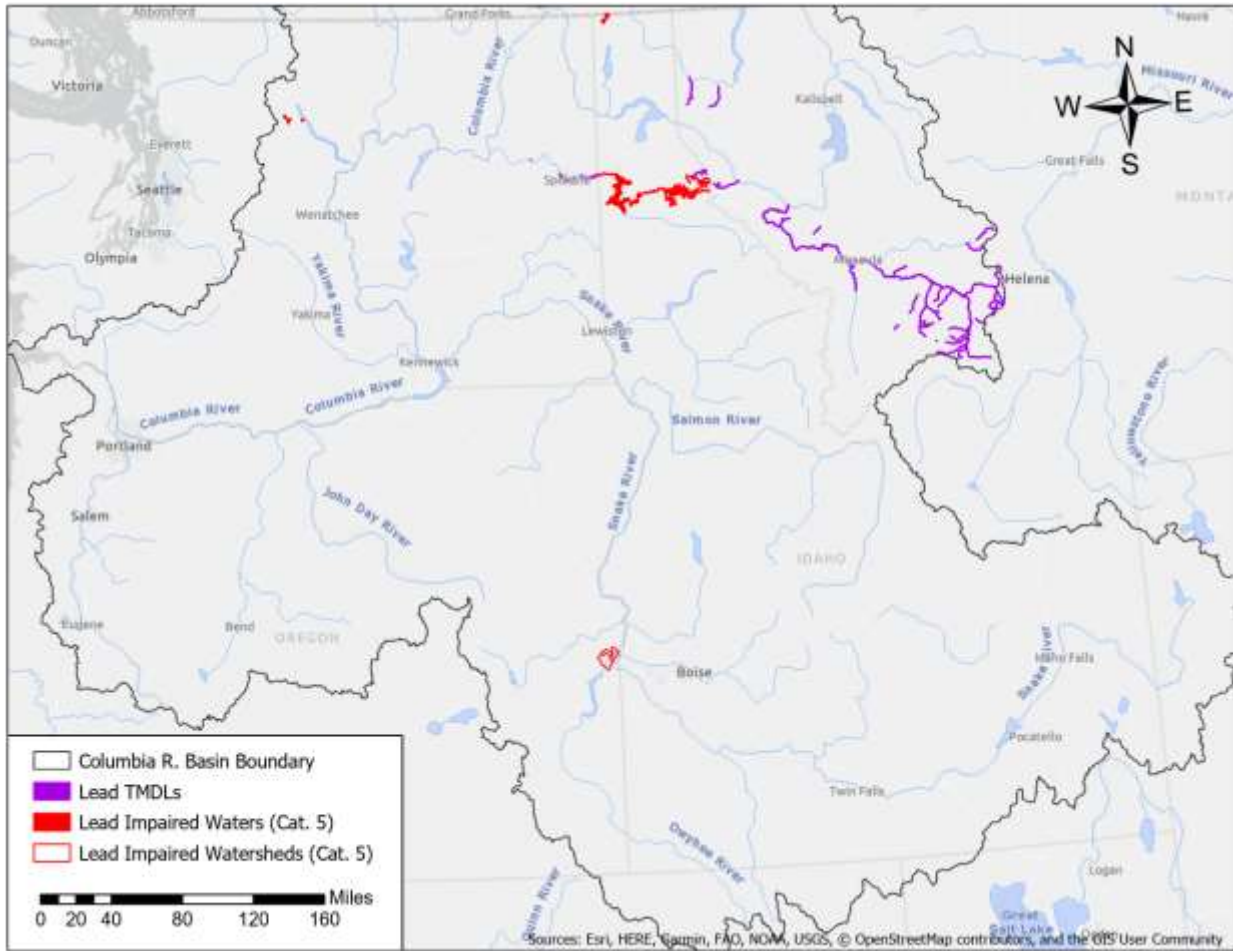 Abbotsford
Grand Forks
Havre
Duncan
Victoria
Columbia River
Kalispell
Missouri River
N
W E
S
Everett
Seattle
Spokane
Great Falls
MONTA
Wenatchee
Tacoma
Olympia
Missoula
Helena
Yakima River
Yakima
Snake River
Lewiston
Kennewick
Columbia River
Columbia River
Salmon River
Yellowstone River
Portland
Snake River
John Day River
Salem
IDAHO
Eugene
Bend
OREGON
Boise
Snake River
Idaho Falls
Pocatello
Twin Falls
Owyhee River
Quinn River
Logan
Great
Salt Lake
Ogden
Columbia R. Basin Boundary
Lead TMDLs
Lead Impaired Waters (Cat. 5)
Lead Impaired Watersheds (Cat. 5)
Miles
0 20 40 80 120 160
Sources: Esri, HERE, Garmin, FAO, NOAA, USGS, © OpenStreetMap contributors, and the GIS User Community